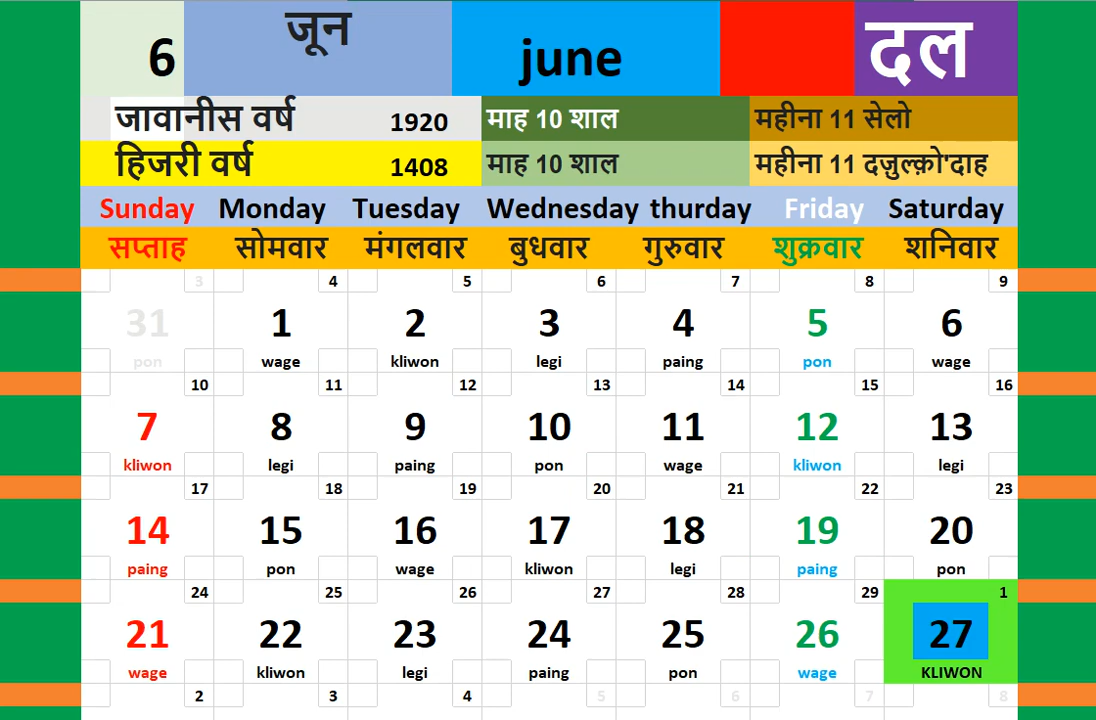 6 जून june दल
जावानीस वर्ष 1920 माह 10 शाल महीना 11 सेलो
हिजरी वर्ष 1408 माह 10 शाल महीना 11 दज़ुल्क़ो'दाह
Sunday Monday Tuesday Wednesday thurday Friday Saturday
सप्ताह सोमवार मंगलवार बुधवार गुरुवार शुक्रवार शनिवार
3 4 5 6 7 8 9
31 1 2 3 4 5 6
pon wage kliwon legi paing pon wage
10 11 12 13 14 15 16
7 8 9 10 11 12 13
kliwon legi paing pon wage kliwon legi
17 18 19 20 21 22 23
14 15 16 17 18 19 20
paing pon wage kliwon legi paing pon
24 25 26 27 28 29 1
21 22 23 24 25 26 27
wage kliwon legi paing pon wage KLIWON
2 3 4 5 6 7 8